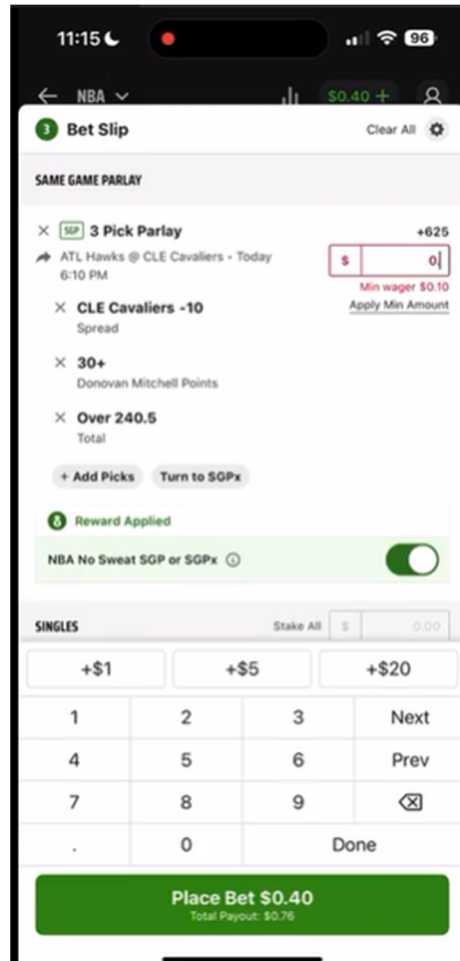 11:15
96
NBA
$0.40 +
3 Bet Slip
Clear All
SAME GAME PARLAY
SGP 3 Pick Parlay
+625
ATL Hawks @ CLE Cavaliers - Today
6:10 PM
$ 0.
Min wager $0.10
Apply Min Amount
CLE Cavaliers -10
Spread
30+
Donovan Mitchell Points
Over 240.5
Total
+ Add Picks
Turn to SGPx
Reward Applied
NBA No Sweat SGP or SGPx
SINGLES
Stake All
$ 0.00
+$1 +$5 +$20
1 2 3 Next
4 5 6 Prev
7 8 9
. 0 Done
Place Bet $0.40
Total Payout: $0.76